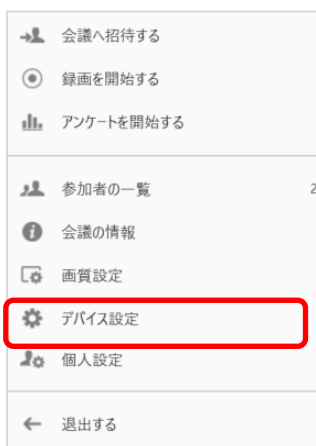 会議へ招待する
録画を開始する
アンケートを開始する
参加者の一覧 2
会議の情報
画質設定
デバイス設定
個人設定
退出する